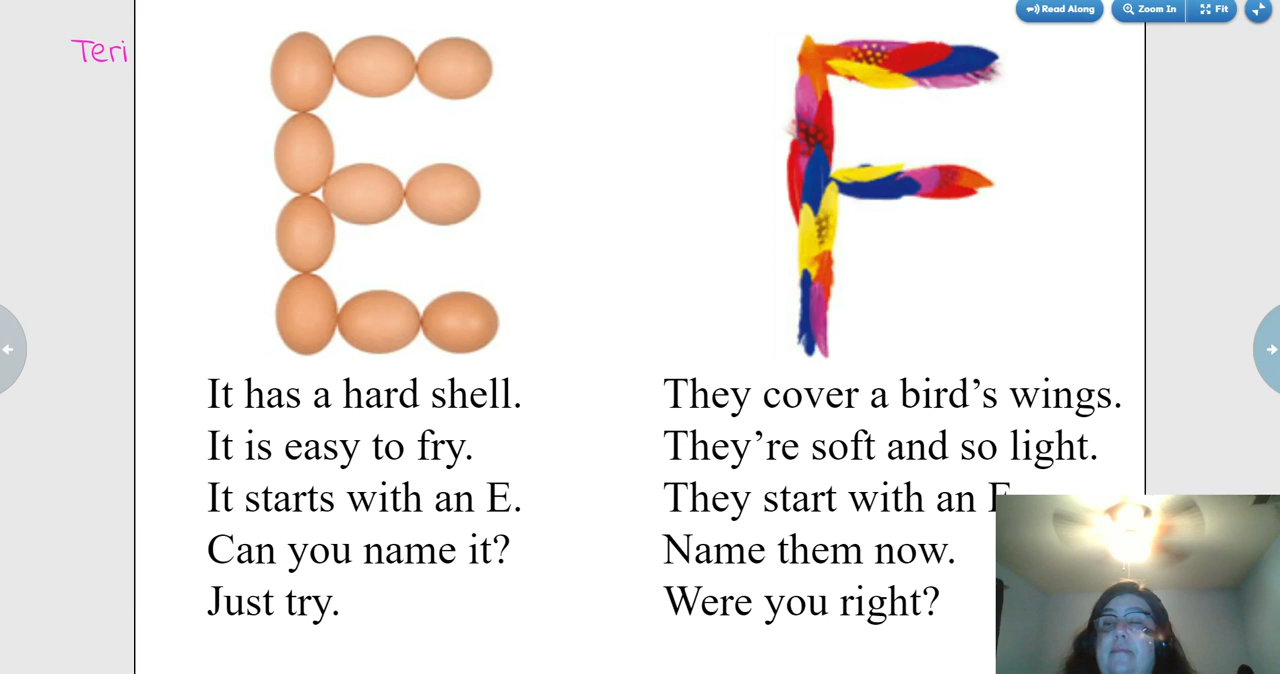 Read Along
Zoom In
Fit
Teri
It has a hard shell.
It is easy to fry.
It starts with an E.
Can you name it?
Just try.
They cover a bird's wings.
They're soft and so light.
They start with an
Name them now.
Were you right?